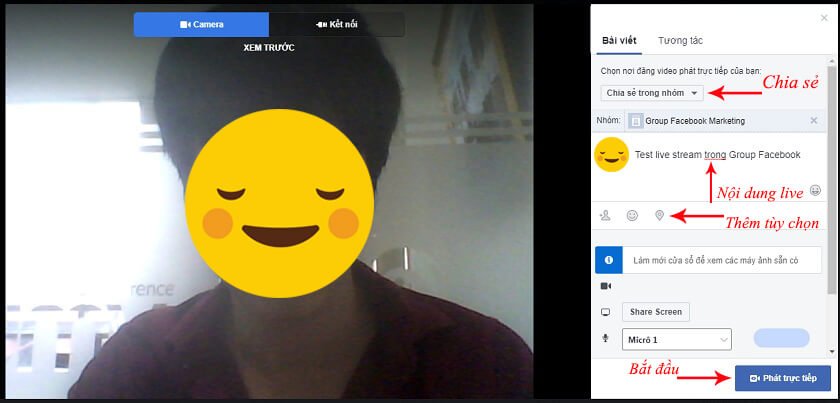 Camera
Kết nối
XEM TRƯỚC
rence
Bài viết
Tương tác
Chọn nơi đăng video phát trực tiếp của bạn:
Chia sẻ
Chia sẻ trong nhóm
Nhóm:
Group Facebook Marketing
Test live stream trong Group Facebook
Nội dung live
Thêm tùy chọn
Làm mới cửa sổ để xem các máy ảnh sẵn có
Share Screen
Micrô 1
Bắt đầu
Phát trực tiếp